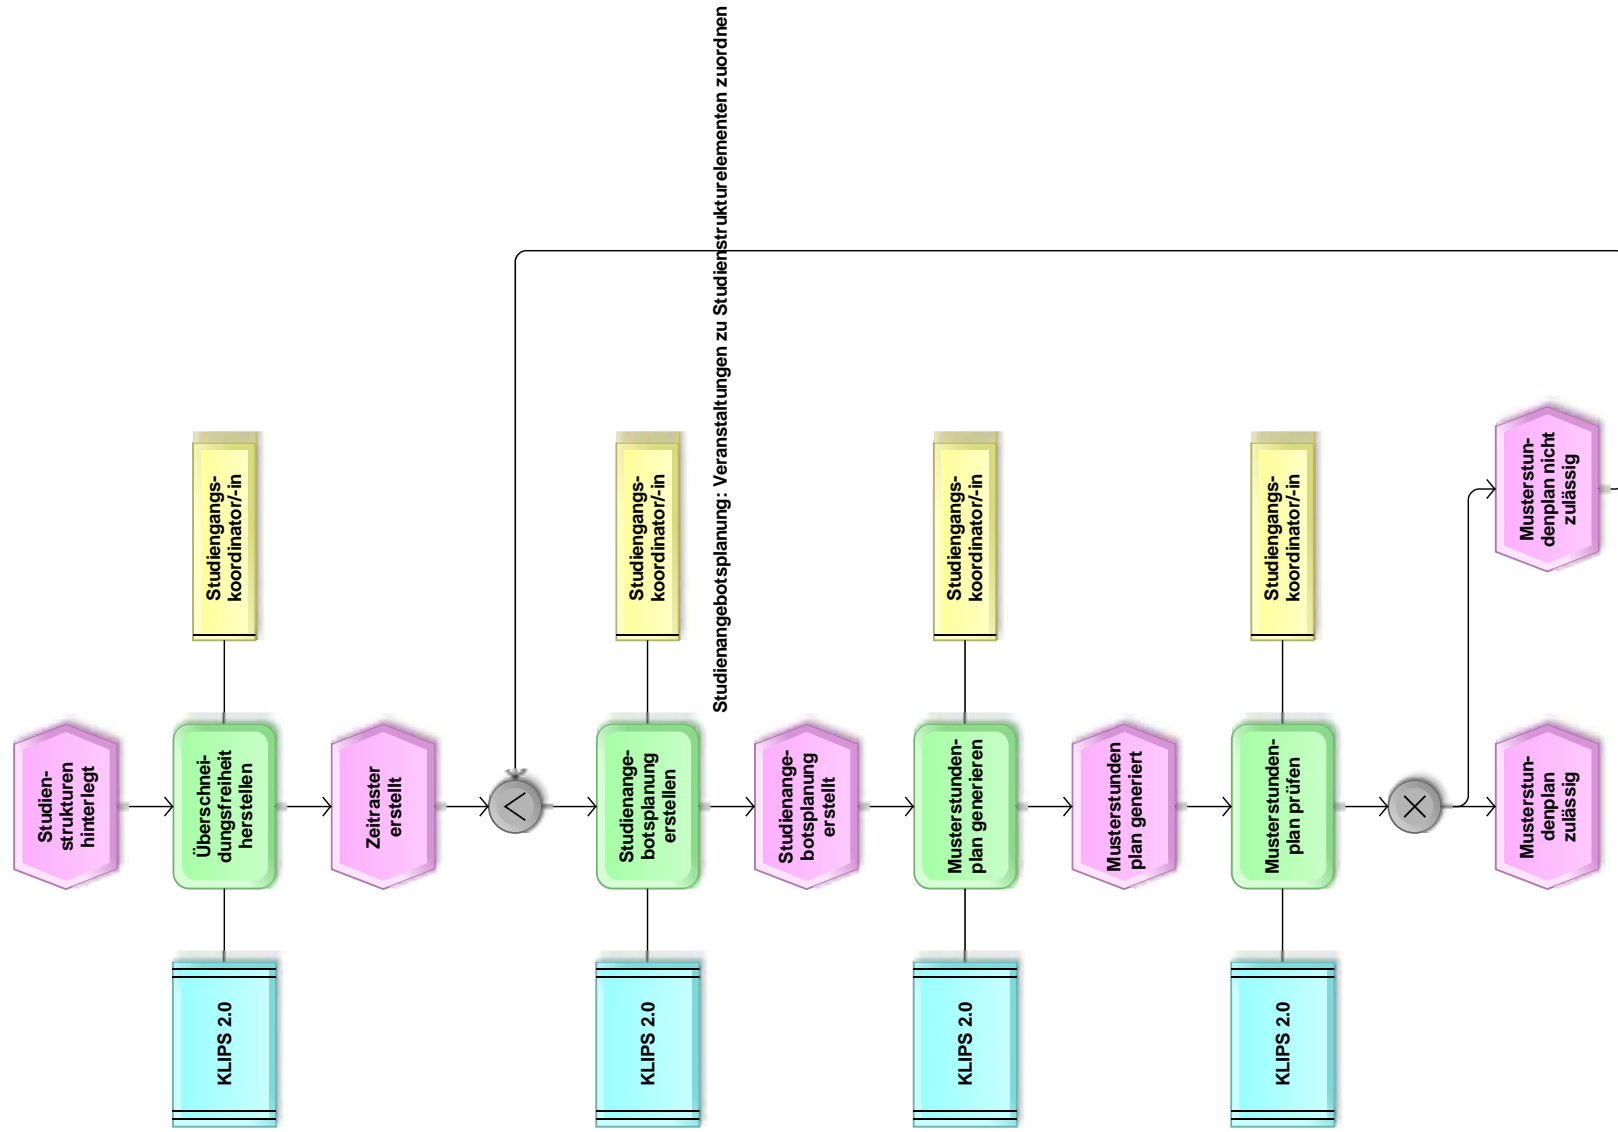 Studien-
strukturen
hinterlegt
KLIPS 2.0
Überschnei-
dungsfreiheit
herstellen
Studiengangs-
koordinator/-in
Zeitraster
erstellt
KLIPS 2.0
Studienange-
botsplanung
erstellen
Studiengangs-
koordinator/-in
Studienangebotsplanung: Veranstaltungen zu Studienstrukturelementen zuordnen
Studienange-
botsplanung
erstellt
KLIPS 2.0
Musterstunden-
plan generieren
Studiengangs-
koordinator/-in
Musterstunden
plan generiert
KLIPS 2.0
Musterstunden-
plan prüfen
Studiengangs-
koordinator/-in
Musterstun-
denplan
zulässig
Musterstun-
denplan nicht
zulässig